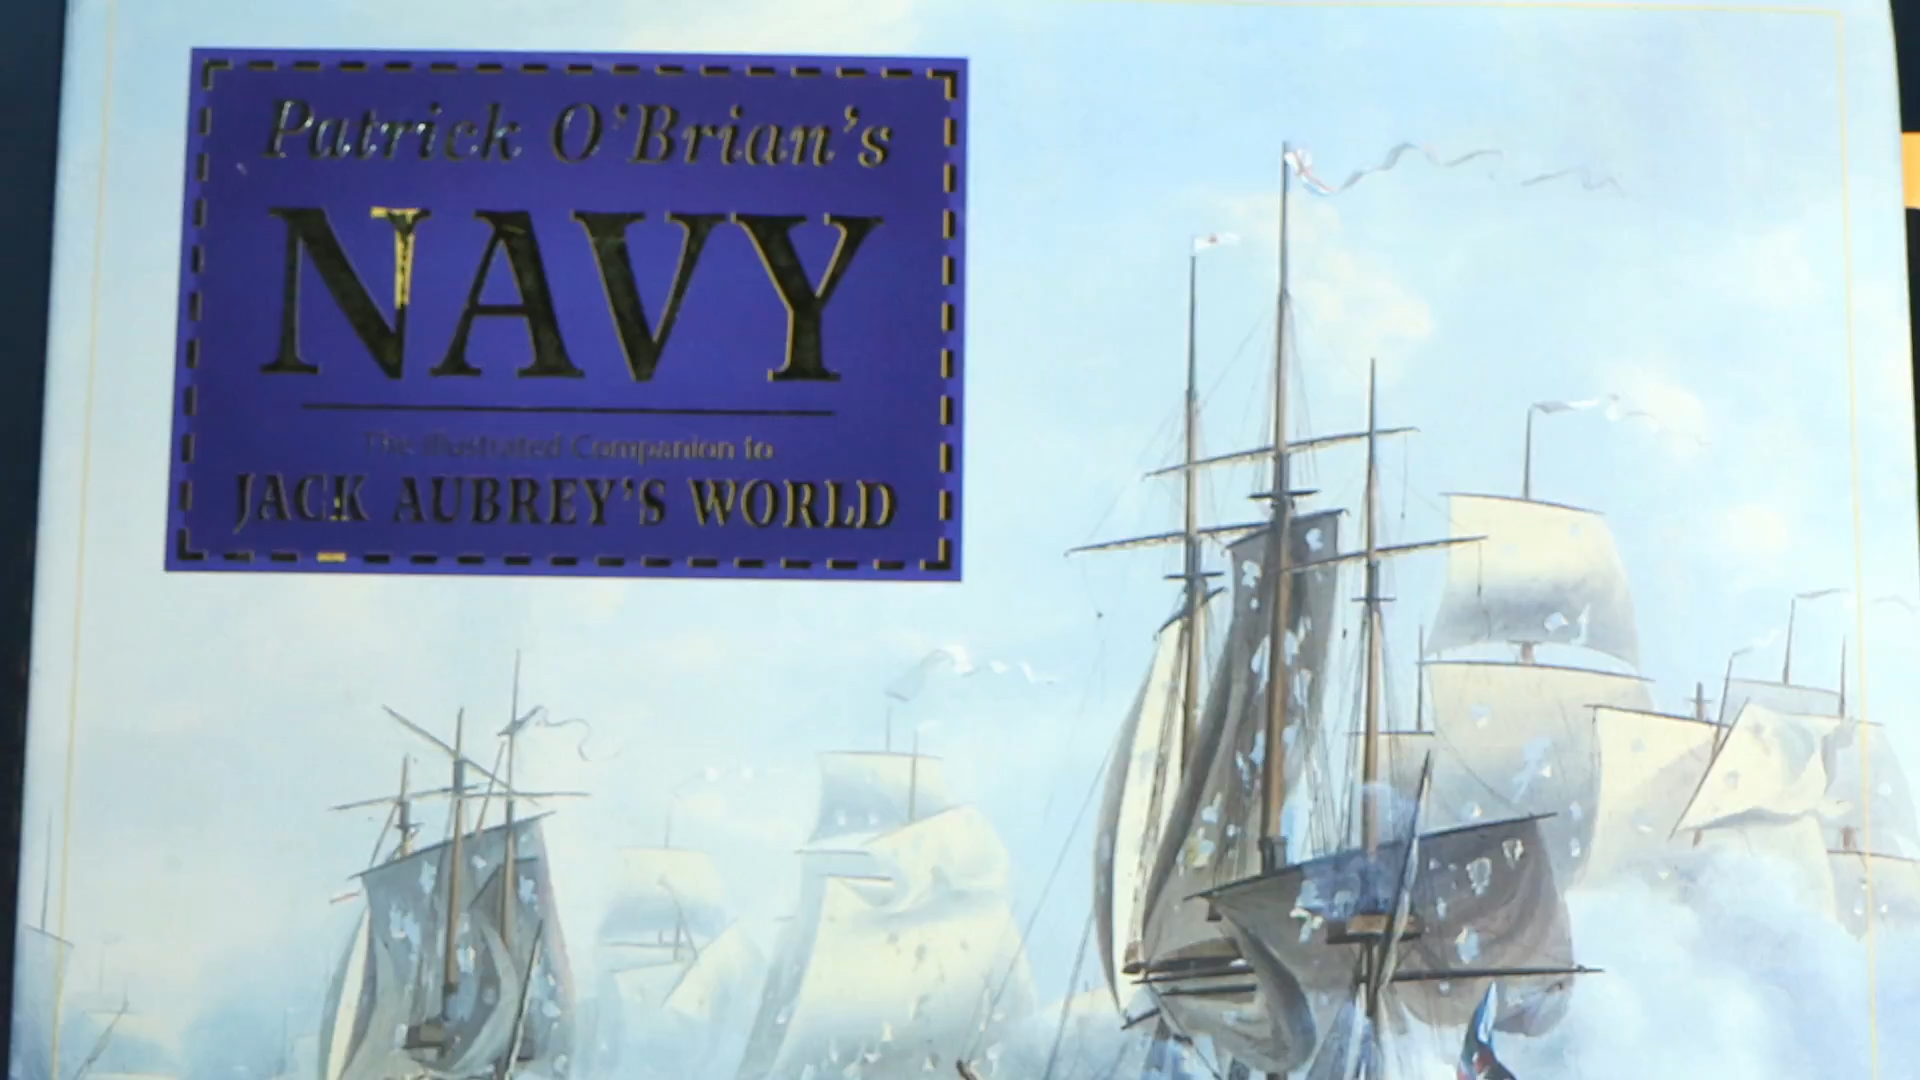 Patrick O'Brian's
NAVY
The Illustrated Companion to
JACK AUBREY'S WORLD